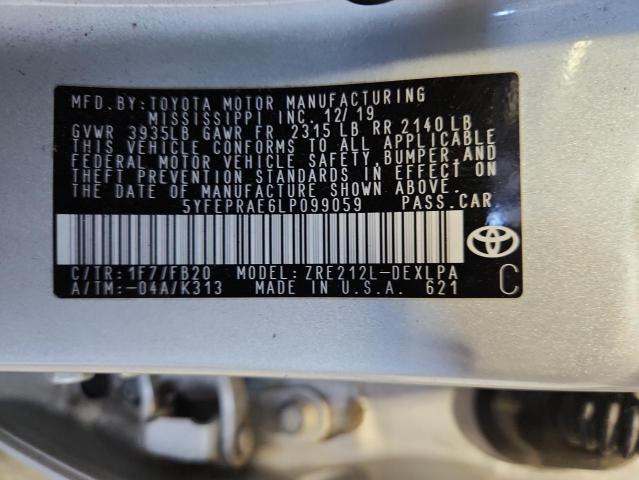 MFD. BY: TOYOTA MOTOR MANUFACTURING
MISSISSIPPI INC. 12/19
GVWR 3935LB GAWR FR 2315 LB RR 2140 LB
THIS VEHICLE CONFORMS TO ALL APPLICABLE
FEDERAL MOTOR VEHICLE SAFETY, BUMPER, AND
THEFT PREVENTION STANDARDS IN EFFECT ON
THE DATE OF MANUFACTURE SHOWN ABOVE.
5YFEPRAE6LP099059 PASS. CAR
C/TR: 1F7/FB20 MODEL: ZRE212L-DEXLPA
A/TM: -04A/K313 MADE IN U.S.A. 621 C